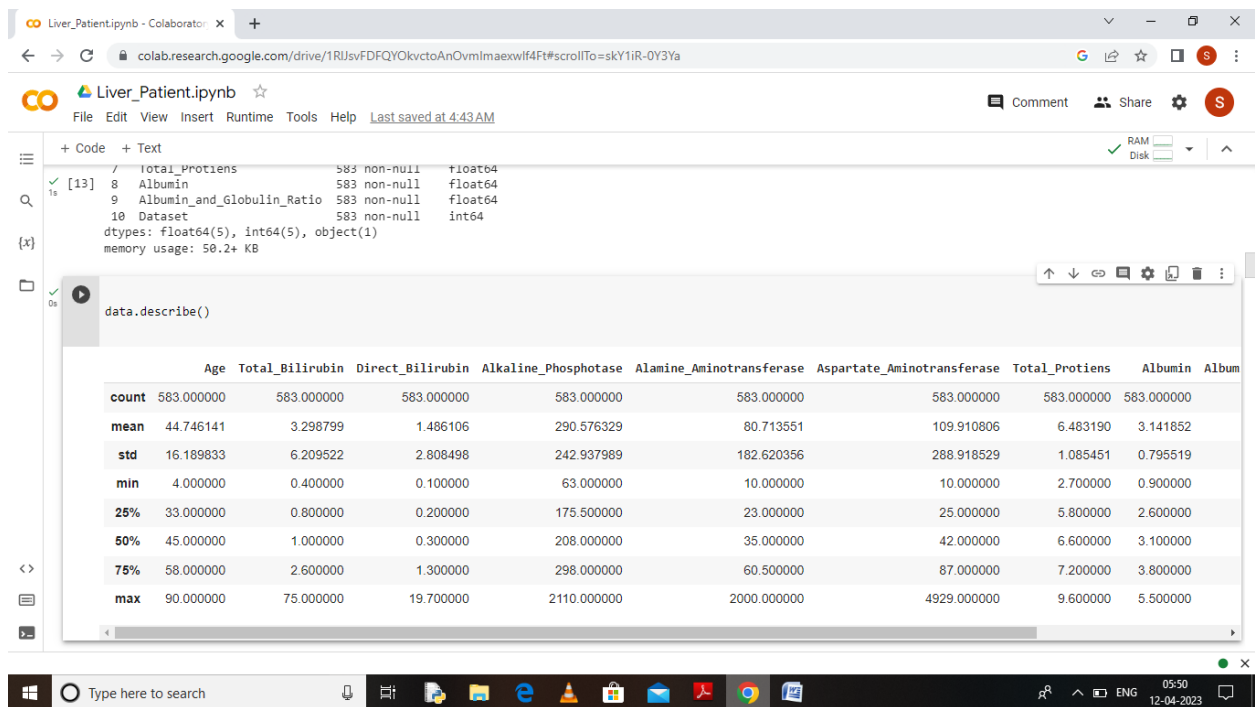 Liver_Patient.ipynb - Colaborator
colab.research.google.com/drive/1RlJsvFDFQYOkvctoAnOvmImaexwIf4Ft#scrollTo=skY1iR-0Y3Ya
S
Liver_Patient.ipynb
Comment Share S
File Edit View Insert Runtime Tools Help Last saved at 4:43 AM
+ Code + Text
RAM
Disk
7 Total_Protiens 583 non-null float64
1s [13] 8 Albumin 583 non-null float64
9 Albumin_and_Globulin_Ratio 583 non-null float64
10 Dataset 583 non-null int64
dtypes: float64(5), int64(5), object(1)
memory usage: 50.2+ KB
{x}
0s
data.describe()
Age Total_Bilirubin Direct_Bilirubin Alkaline_Phosphotase Alamine_Aminotransferase Aspartate_Aminotransferase Total_Protiens Albumin Album
count 583.000000 583.000000 583.000000 583.000000 583.000000 583.000000 583.000000 583.000000
mean 44.746141 3.298799 1.486106 290.576329 80.713551 109.910806 6.483190 3.141852
std 16.189833 6.209522 2.808498 242.937989 182.620356 288.918529 1.085451 0.795519
min 4.000000 0.400000 0.100000 63.000000 10.000000 10.000000 2.700000 0.900000
25% 33.000000 0.800000 0.200000 175.500000 23.000000 25.000000 5.800000 2.600000
50% 45.000000 1.000000 0.300000 208.000000 35.000000 42.000000 6.600000 3.100000
75% 58.000000 2.600000 1.300000 298.000000 60.500000 87.000000 7.200000 3.800000
max 90.000000 75.000000 19.700000 2110.000000 2000.000000 4929.000000 9.600000 5.500000
Type here to search
ENG
05:50
12-04-2023